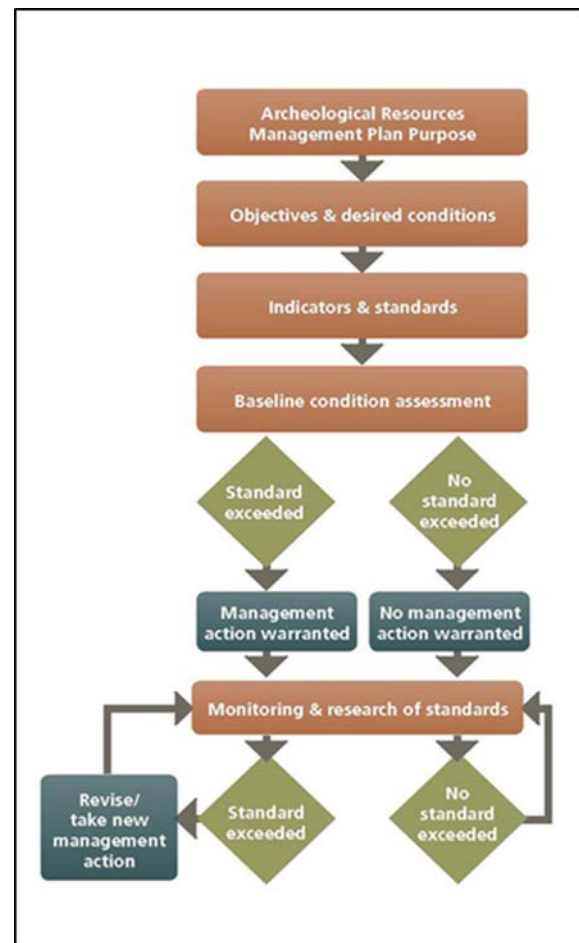 Archeological Resources
Management Plan Purpose
Objectives & desired conditions
Indicators & standards
Baseline condition assessment
Standard
exceeded
No
standard
exceeded
Management
action warranted
No management
action warranted
Monitoring & research of standards
Revise/
take new
management
action
Standard
exceeded
No
standard
exceeded